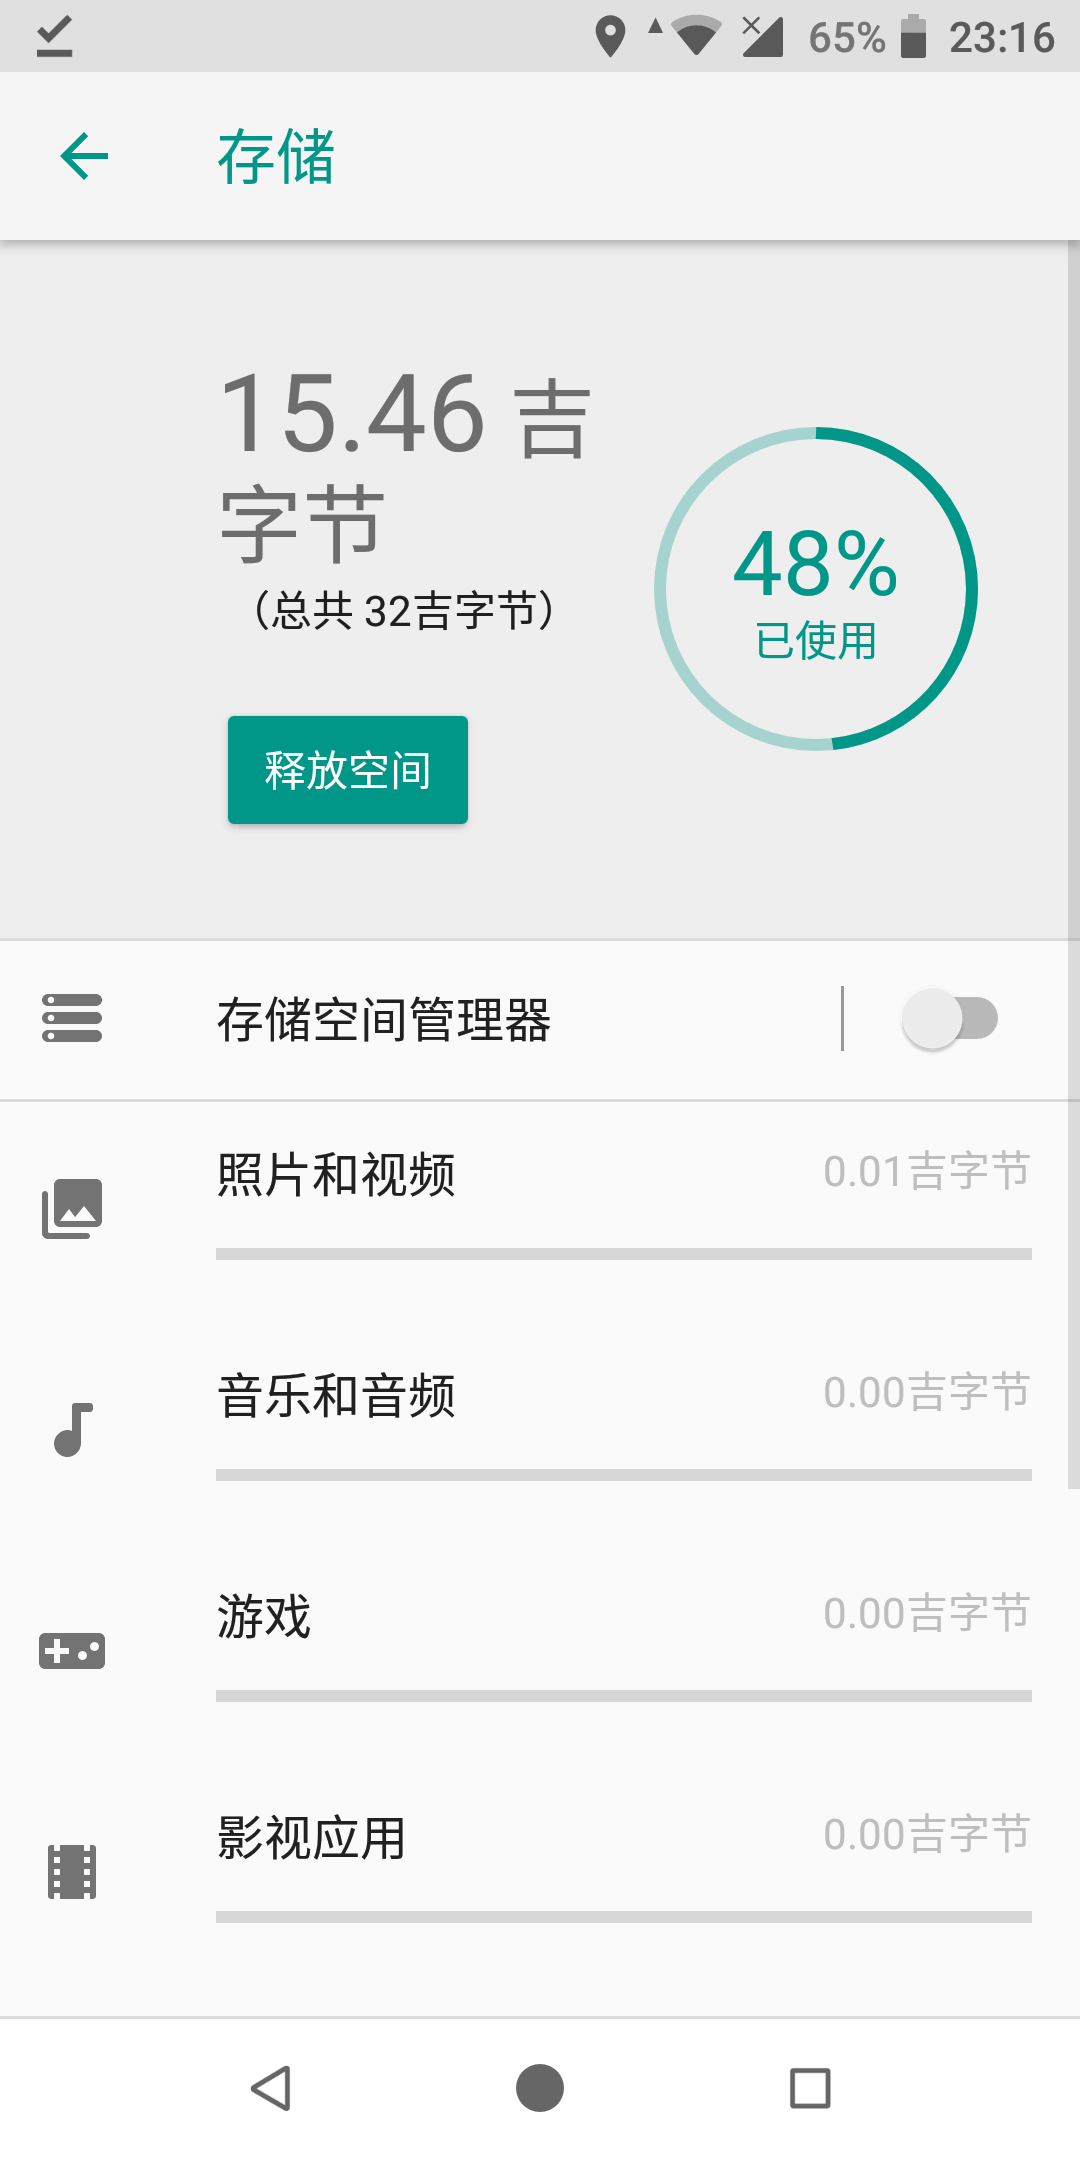 65% 23:16
存储
15.46 吉
字节
（总共 32吉字节）
48%
已使用
释放空间
存储空间管理器
照片和视频 0.01吉字节
音乐和音频 0.00吉字节
游戏 0.00吉字节
影视应用 0.00吉字节